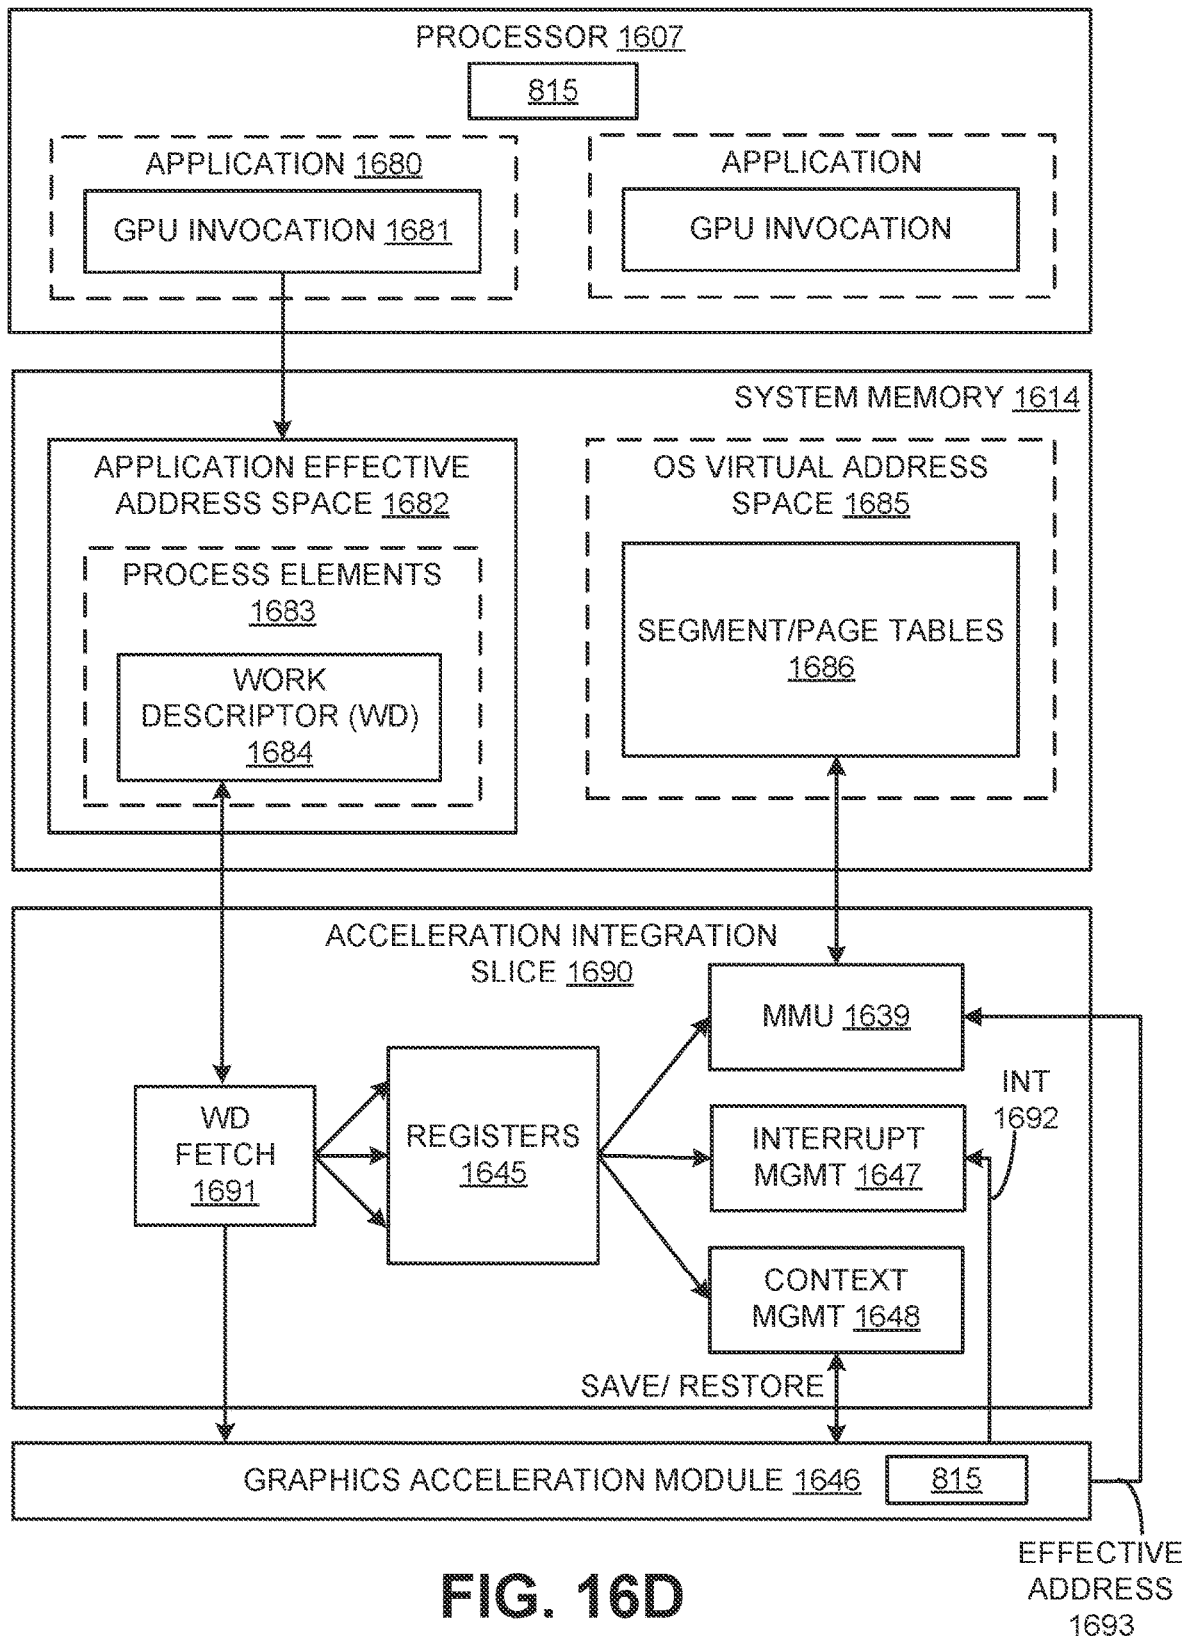 PROCESSOR 1607
815
APPLICATION 1680
GPU INVOCATION 1681
APPLICATION
GPU INVOCATION
SYSTEM MEMORY 1614
APPLICATION EFFECTIVE
ADDRESS SPACE 1682
PROCESS ELEMENTS
1683
WORK
DESCRIPTOR (WD)
1684
OS VIRTUAL ADDRESS
SPACE 1685
SEGMENT/PAGE TABLES
1686
ACCELERATION INTEGRATION
SLICE 1690
WD
FETCH
1691
REGISTERS
1645
MMU 1639
INTERRUPT
MGMT 1647
CONTEXT
MGMT 1648
INT
1692
SAVE/ RESTORE
GRAPHICS ACCELERATION MODULE 1646
815
EFFECTIVE
ADDRESS
1693
FIG. 16D